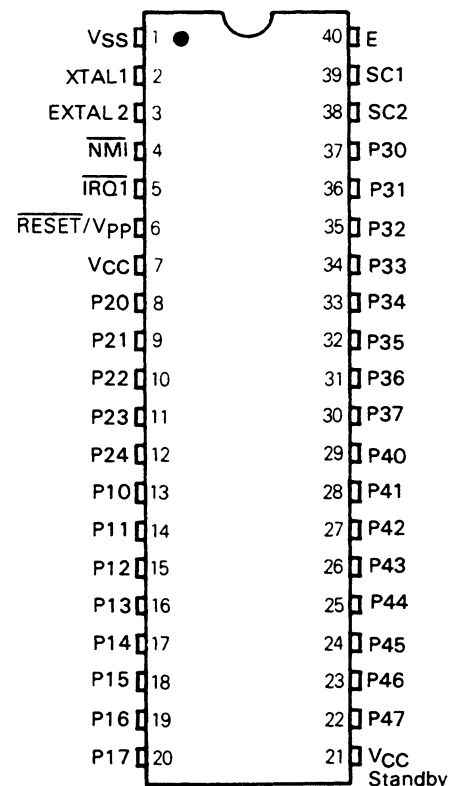 VSS 1 40 E
XTAL1 2 39 SC1
EXTAL2 3 38 SC2
NMI 4 37 P30
IRQ1 5 36 P31
RESET/VPP 6 35 P32
VCC 7 34 P33
P20 8 33 P34
P21 9 32 P35
P22 10 31 P36
P23 11 30 P37
P24 12 29 P40
P10 13 28 P41
P11 14 27 P42
P12 15 26 P43
P13 16 25 P44
P14 17 24 P45
P15 18 23 P46
P16 19 22 P47
P17 20 21 VCC
Standby